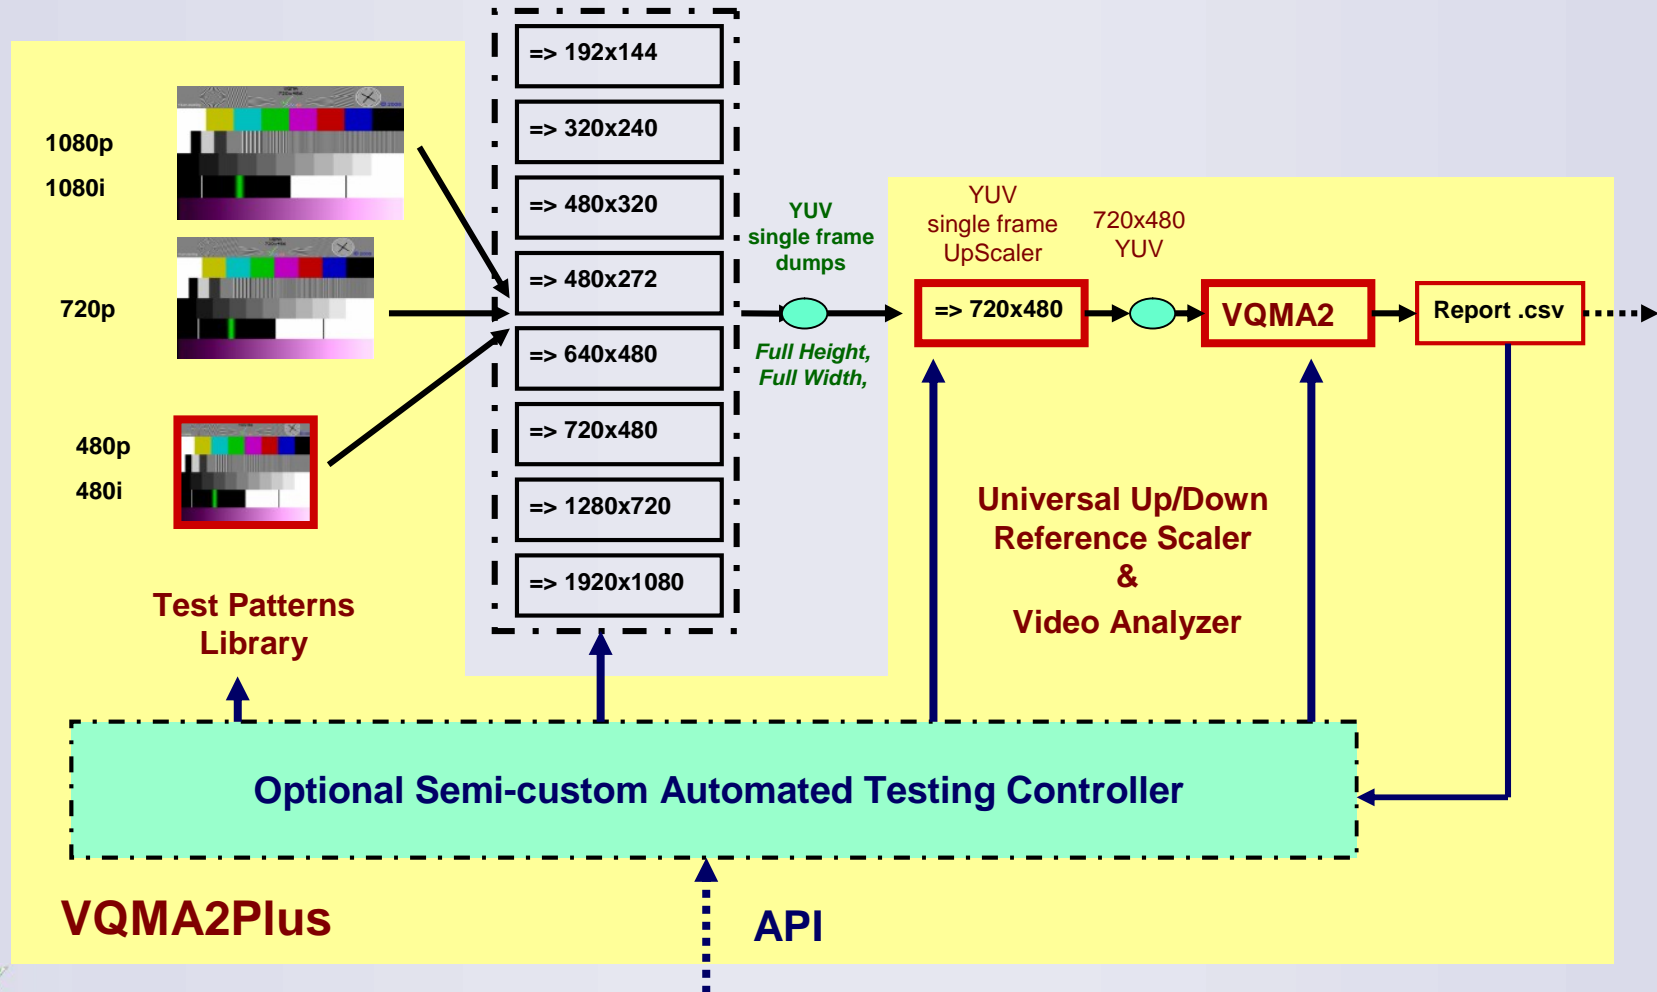 1080p
1080i
720p
480p
480i
Test Patterns
Library
=> 192x144
=> 320x240
=> 480x320
=> 480x272
=> 640x480
=> 720x480
=> 1280x720
=> 1920x1080
YUV
single frame
dumps
Full Height,
Full Width,
YUV
single frame
UpScaler
=> 720x480
720x480
YUV
VQMA2
Report .csv
Universal Up/Down
Reference Scaler
&
Video Analyzer
Optional Semi-custom Automated Testing Controller
VQMA2Plus
API